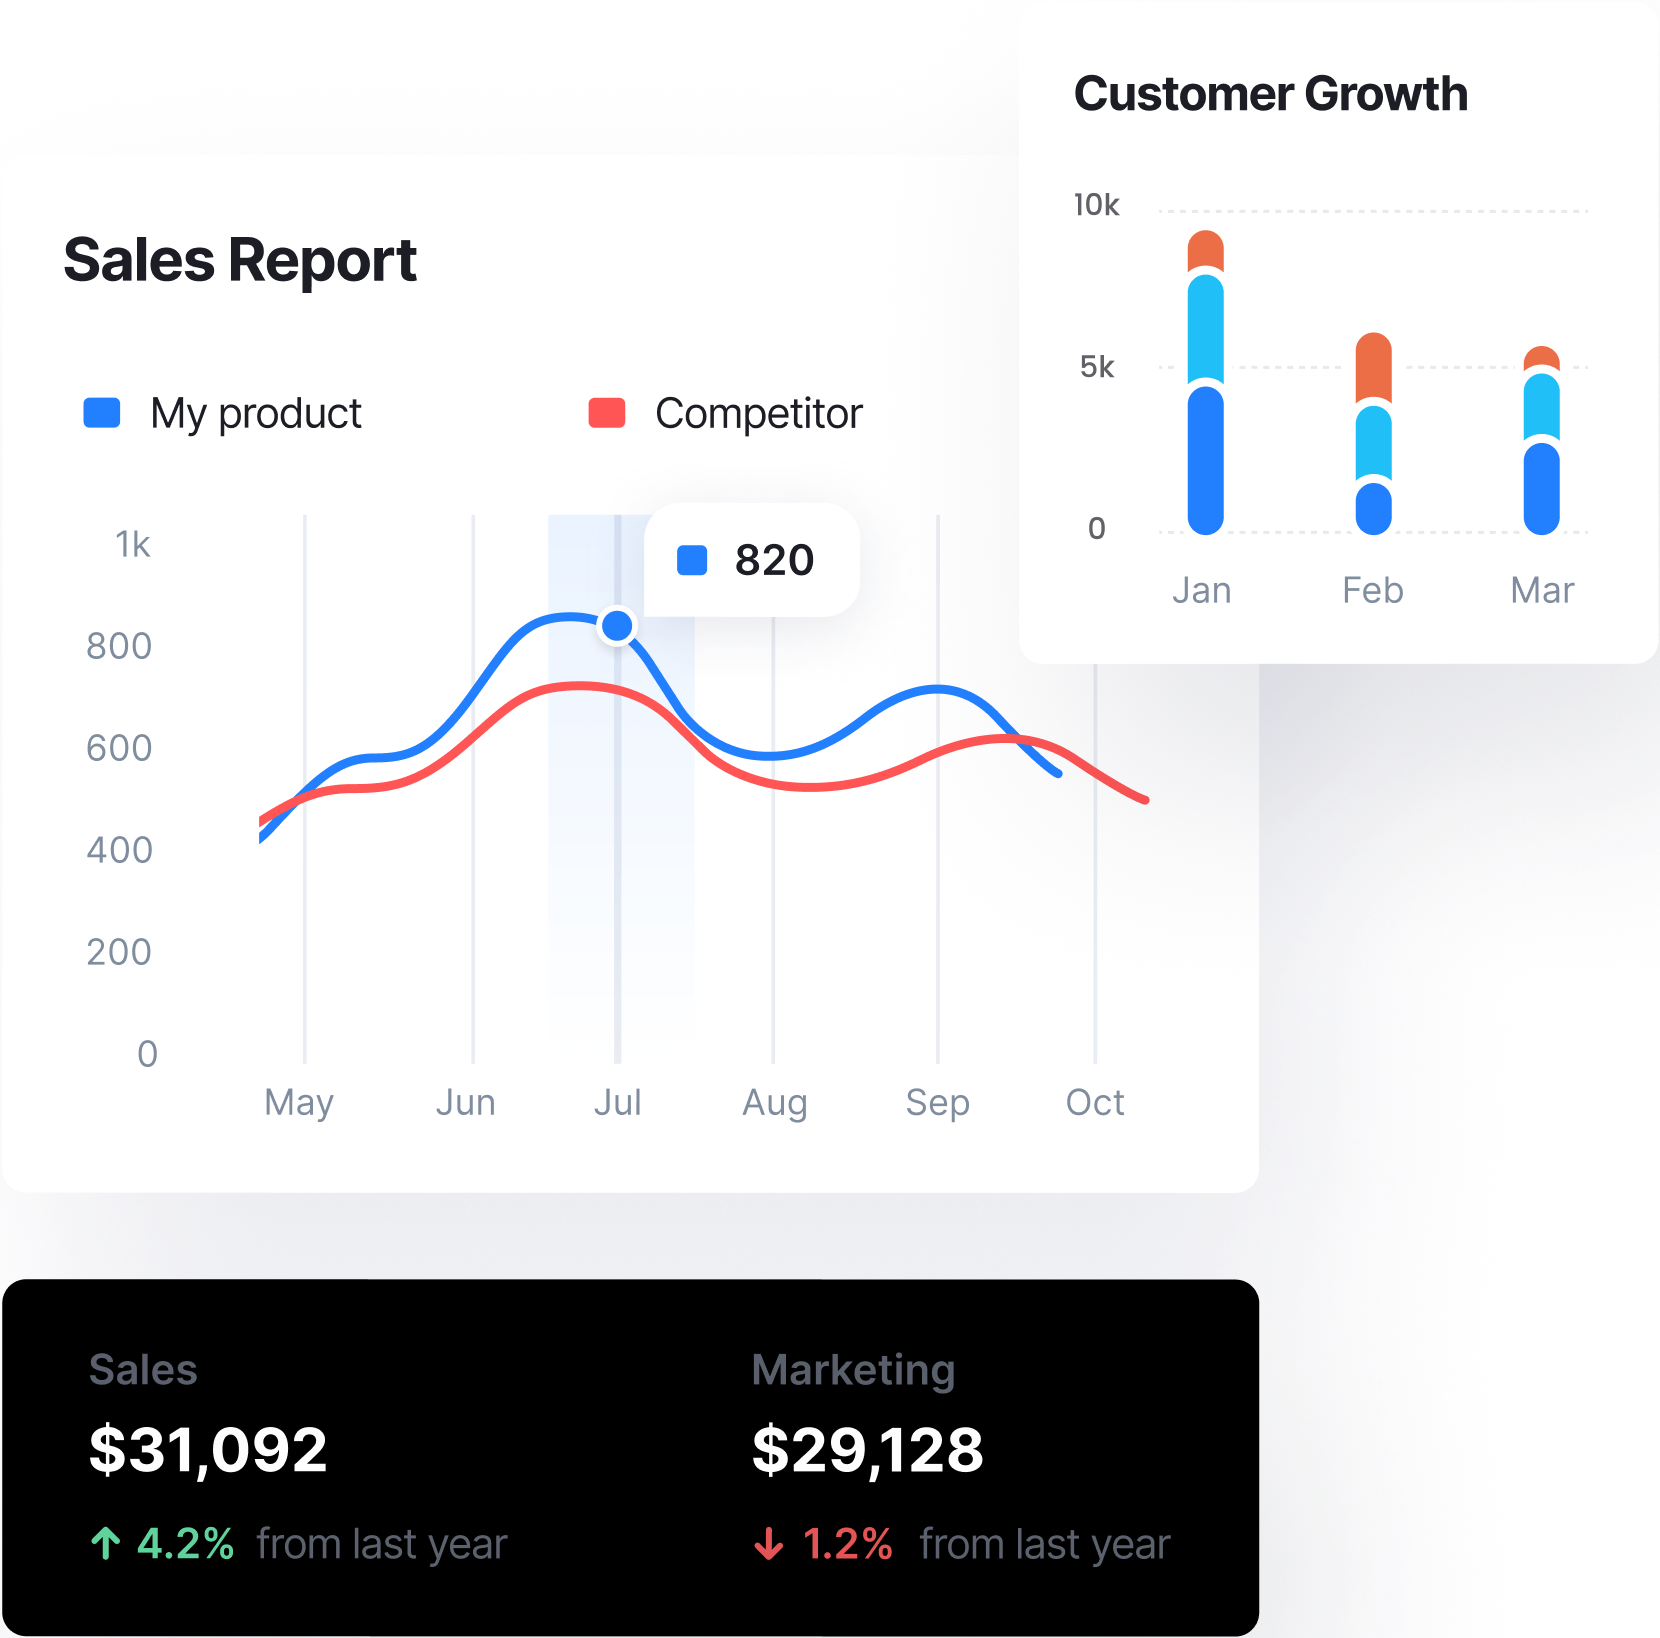 Customer Growth
10k
5k
0
Jan Feb Mar
Sales Report
My product Competitor
820
1k
800
600
400
200
0
May Jun Jul Aug Sep Oct
Sales Marketing
$31,092 $29,128
↑ 4.2% from last year ↓ 1.2% from last year